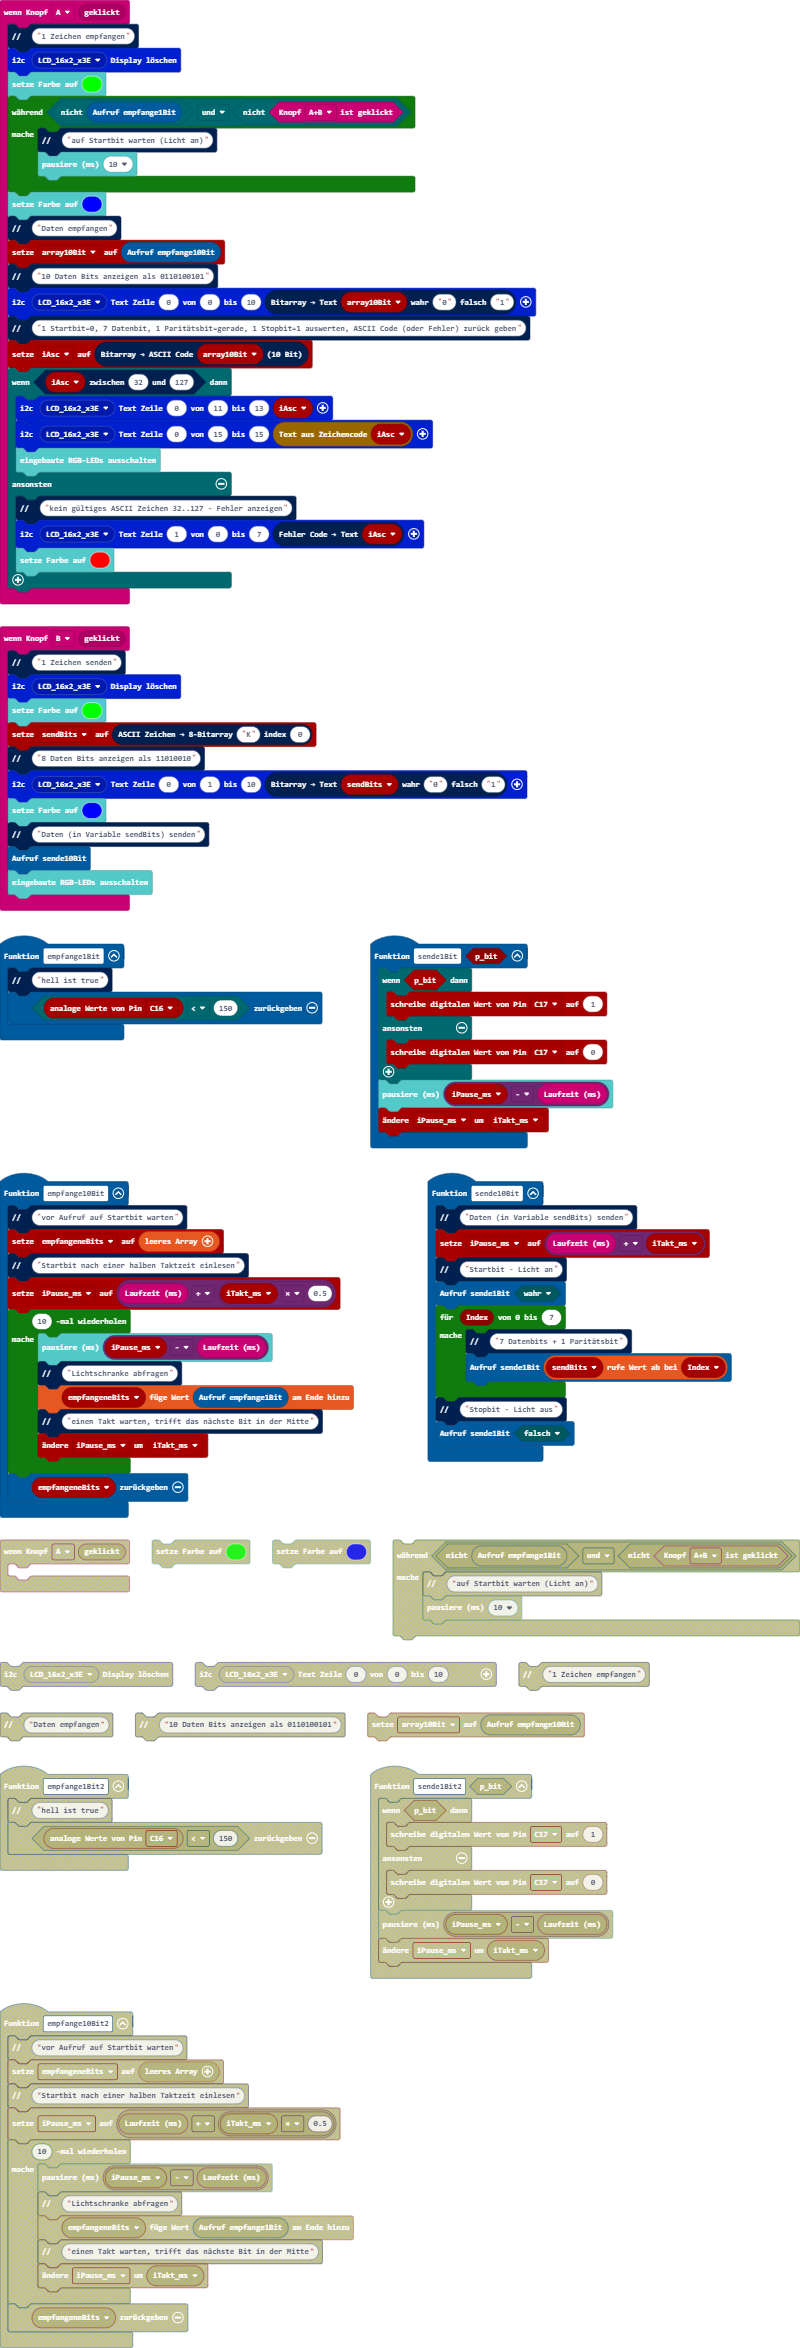 wenn Knopf A geklickt
// "1 Zeichen empfangen"
i2c LCD_16x2_x3E Display löschen
setze Farbe auf
während nicht Aufruf empfange1Bit und nicht Knopf A+B ist geklickt
mache // "auf Startbit warten (Licht an)"
pausiere (ms) 10
setze Farbe auf
// "Daten empfangen"
setze array10Bit auf Aufruf empfange10Bit
// "10 Daten Bits anzeigen als 0110100101"
i2c LCD_16x2_x3E Text Zeile 0 von 0 bis 10 Bitarray → Text array10Bit wahr "0" falsch "1"
// "1 Startbit=0, 7 Datenbit, 1 Paritätsbit=gerade, 1 Stopbit=1 auswerten, ASCII Code (oder Fehler) zurück geben"
setze iAsc auf Bitarray → ASCII Code array10Bit (10 Bit)
wenn iAsc zwischen 32 und 127 dann
i2c LCD_16x2_x3E Text Zeile 0 von 11 bis 13 iAsc
i2c LCD_16x2_x3E Text Zeile 0 von 15 bis 15 Text aus Zeichencode iAsc
eingebaute RGB-LEDs ausschalten
ansonsten
// "kein gültiges ASCII Zeichen 32..127 - Fehler anzeigen"
i2c LCD_16x2_x3E Text Zeile 1 von 0 bis 7 Fehler Code → Text iAsc
setze Farbe auf
wenn Knopf B geklickt
// "1 Zeichen senden"
i2c LCD_16x2_x3E Display löschen
setze Farbe auf
setze sendBits auf ASCII Zeichen → 8-Bitarray "K" index 0
// "8 Daten Bits anzeigen als 11010010"
i2c LCD_16x2_x3E Text Zeile 0 von 1 bis 10 Bitarray → Text sendBits wahr "0" falsch "1"
setze Farbe auf
// "Daten (in Variable sendBits) senden"
Aufruf sende10Bit
eingebaute RGB-LEDs ausschalten
Funktion empfange1Bit
// "hell ist true"
analoge Werte von Pin C16 < 150 zurückgeben
Funktion sende1Bit p_bit
wenn p_bit dann
schreibe digitalen Wert von Pin C17 auf 1
ansonsten
schreibe digitalen Wert von Pin C17 auf 0
pausiere (ms) iPause_ms - Laufzeit (ms)
ändere iPause_ms um iTakt_ms
Funktion empfange10Bit
// "vor Aufruf auf Startbit warten"
setze empfangeneBits auf leeres Array
// "Startbit nach einer halben Taktzeit einlesen"
setze iPause_ms auf Laufzeit (ms) + iTakt_ms × 0.5
10 -mal wiederholen
mache pausiere (ms) iPause_ms - Laufzeit (ms)
// "Lichtschranke abfragen"
empfangeneBits füge Wert Aufruf empfange1Bit am Ende hinzu
// "einen Takt warten, trifft das nächste Bit in der Mitte"
ändere iPause_ms um iTakt_ms
empfangeneBits zurückgeben
Funktion sende10Bit
// "Daten (in Variable sendBits) senden"
setze iPause_ms auf Laufzeit (ms) + iTakt_ms
// "Startbit - Licht an"
Aufruf sende1Bit wahr
für Index von 0 bis 7
mache // "7 Datenbits + 1 Paritätsbit"
Aufruf sende1Bit sendBits rufe Wert ab bei Index
// "Stopbit - Licht aus"
Aufruf sende1Bit falsch
wenn Knopf A geklickt
setze Farbe auf
setze Farbe auf
während nicht Aufruf empfange1Bit und nicht Knopf A+B ist geklickt
mache // "auf Startbit warten (Licht an)"
pausiere (ms) 10
i2c LCD_16x2_x3E Display löschen
i2c LCD_16x2_x3E Text Zeile 0 von 0 bis 10
// "1 Zeichen empfangen"
// "Daten empfangen"
// "10 Daten Bits anzeigen als 0110100101"
setze array10Bit auf Aufruf empfange10Bit
Funktion empfange1Bit2
// "hell ist true"
analoge Werte von Pin C16 < 150 zurückgeben
Funktion sende1Bit2 p_bit
wenn p_bit dann
schreibe digitalen Wert von Pin C17 auf 1
ansonsten
schreibe digitalen Wert von Pin C17 auf 0
pausiere (ms) iPause_ms - Laufzeit (ms)
ändere iPause_ms um iTakt_ms
Funktion empfange10Bit2
// "vor Aufruf auf Startbit warten"
setze empfangeneBits auf leeres Array
// "Startbit nach einer halben Taktzeit einlesen"
setze iPause_ms auf Laufzeit (ms) + iTakt_ms × 0.5
10 -mal wiederholen
mache pausiere (ms) iPause_ms - Laufzeit (ms)
// "Lichtschranke abfragen"
empfangeneBits füge Wert Aufruf empfange1Bit am Ende hinzu
// "einen Takt warten, trifft das nächste Bit in der Mitte"
ändere iPause_ms um iTakt_ms
empfangeneBits zurückgeben